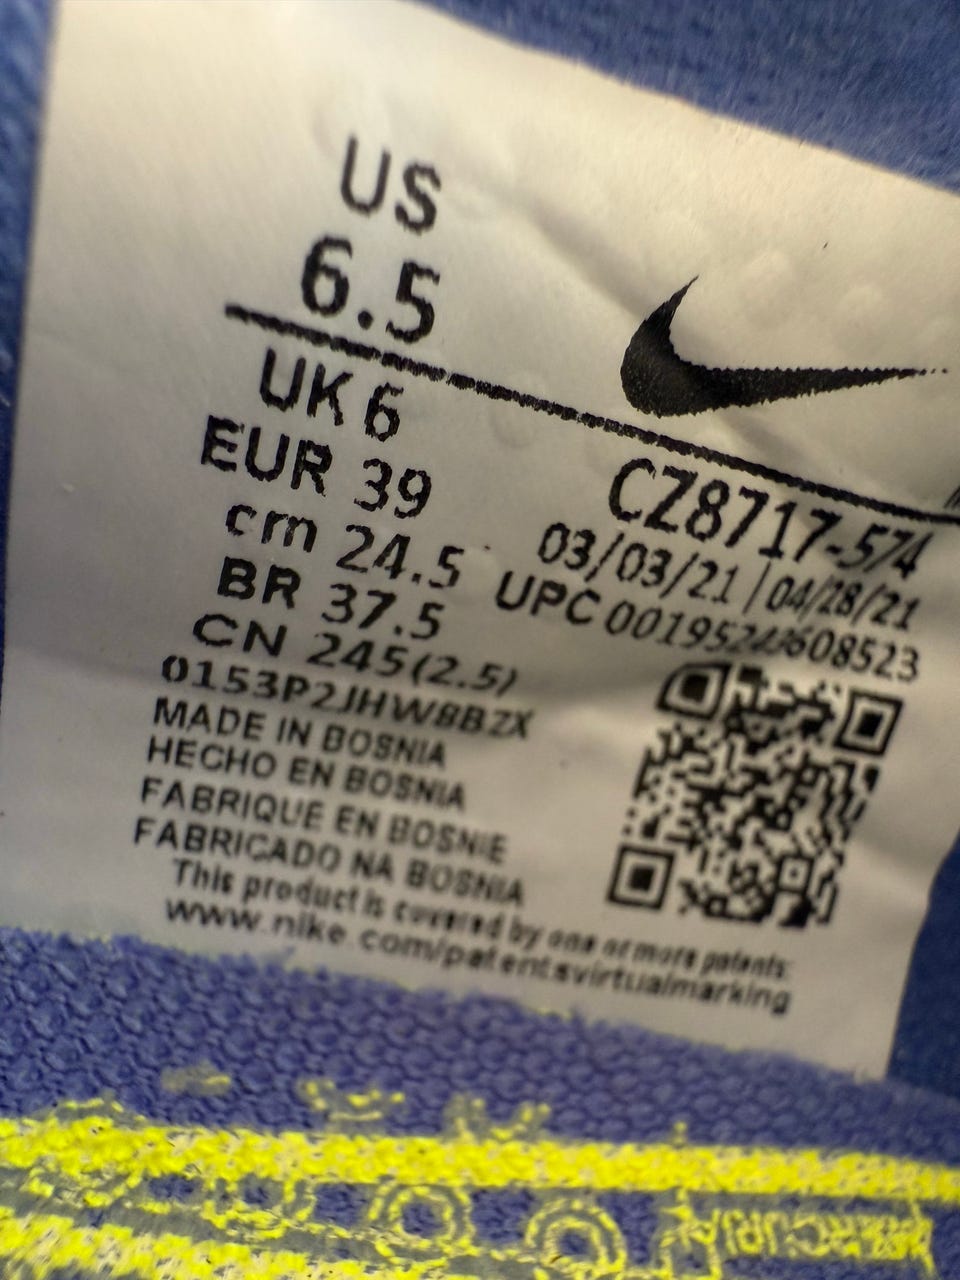 US
6.5
UK 6
EUR 39
cm 24.5
BR 37.5
CN 245(2.5)
0153P2JHW8BZX
MADE IN BOSNIA
HECHO EN BOSNIA
FABRIQUE EN BOSNIE
FABRICADO NA BOSNIA
This product is covered by one or more patents:
www.nike.com/patentsvirtualmarking
CZ8717-574
03/03/21 | 04/28/21
UPC